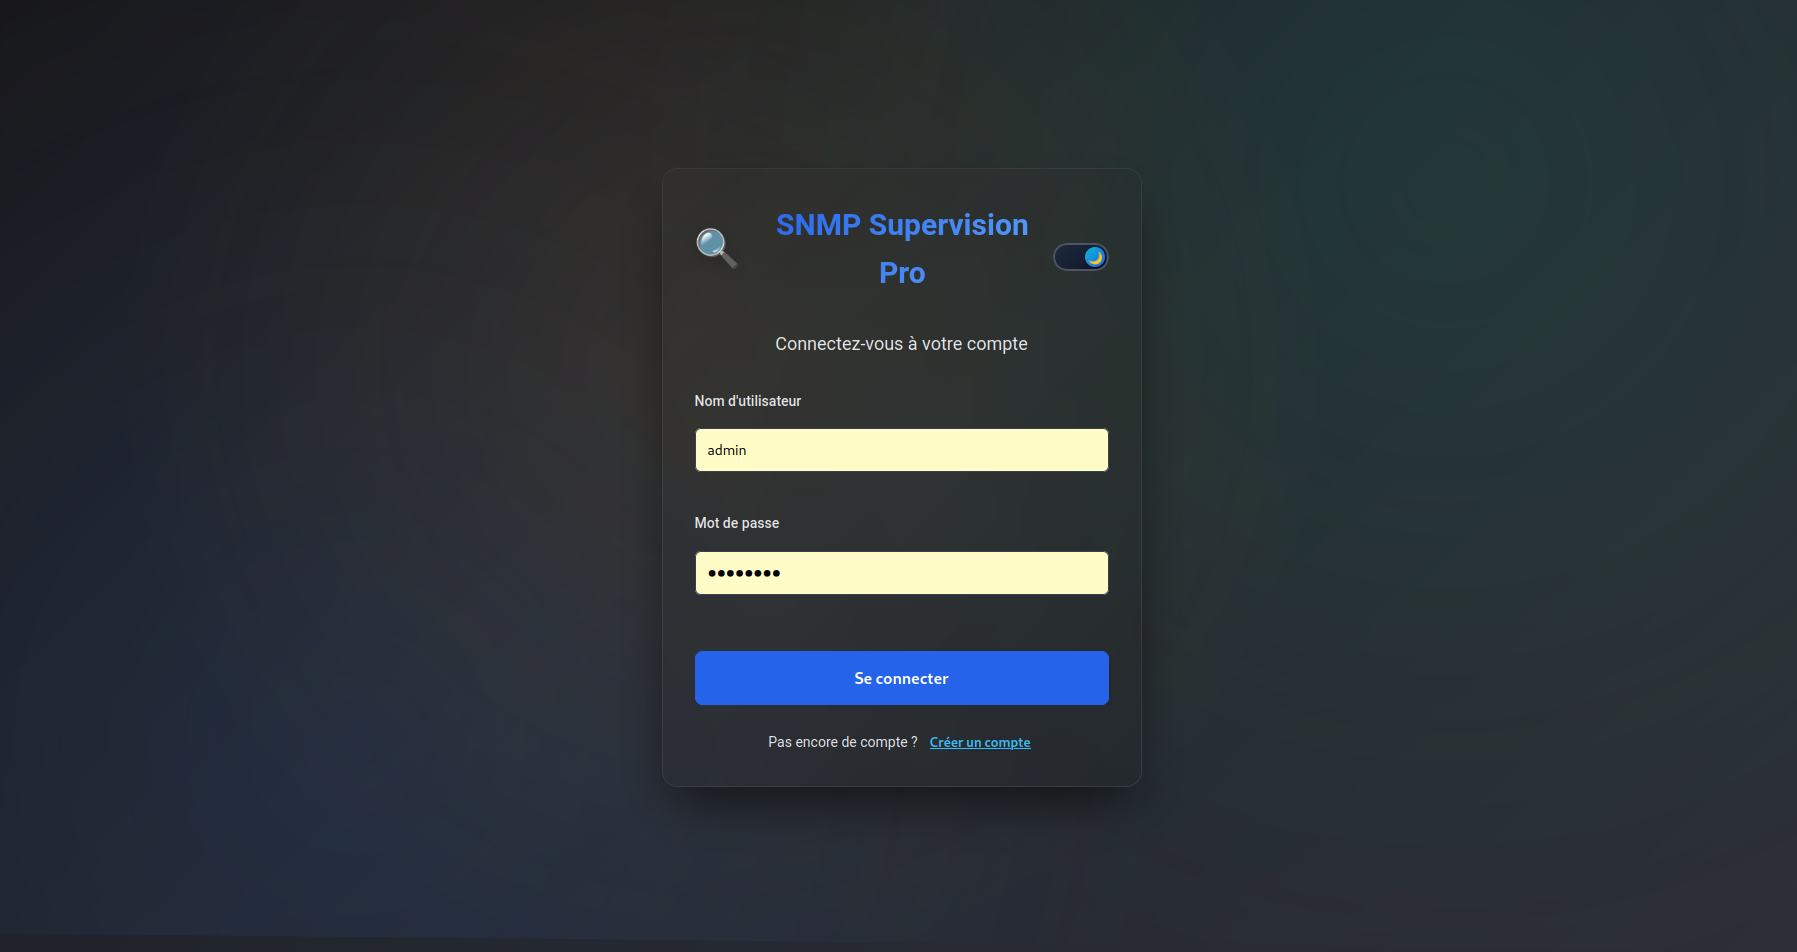 SNMP Supervision
Pro
Connectez-vous à votre compte
Nom d'utilisateur
admin
Mot de passe
••••••••
Se connecter
Pas encore de compte ? Créer un compte